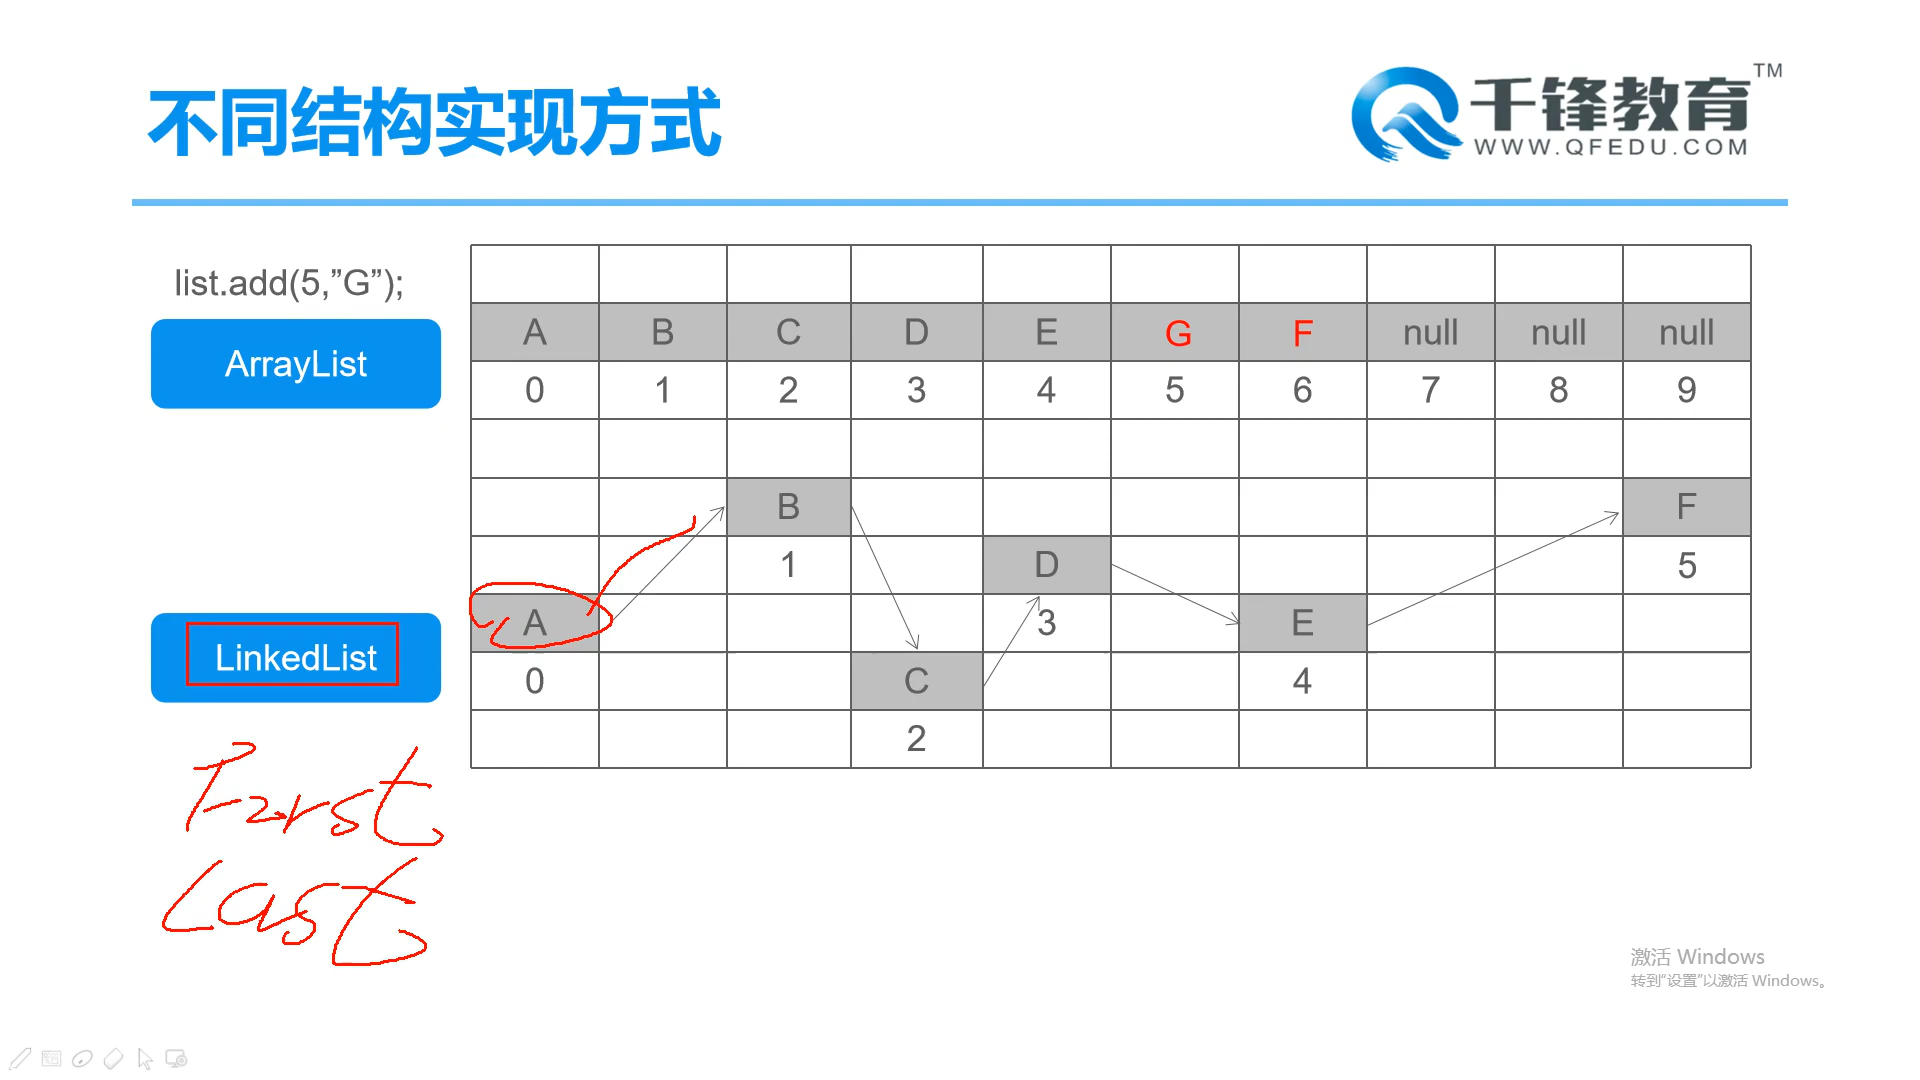 不同结构实现方式
千锋教育 TM
WWW.QFEDU.COM
list.add(5,”G”);
ArrayList
A B C D E G F null null null
0 1 2 3 4 5 6 7 8 9
B F
1 D 5
LinkedList
A 3 E
0 C 4
2
First
Last
激活 Windows
转到“设置”以激活 Windows。